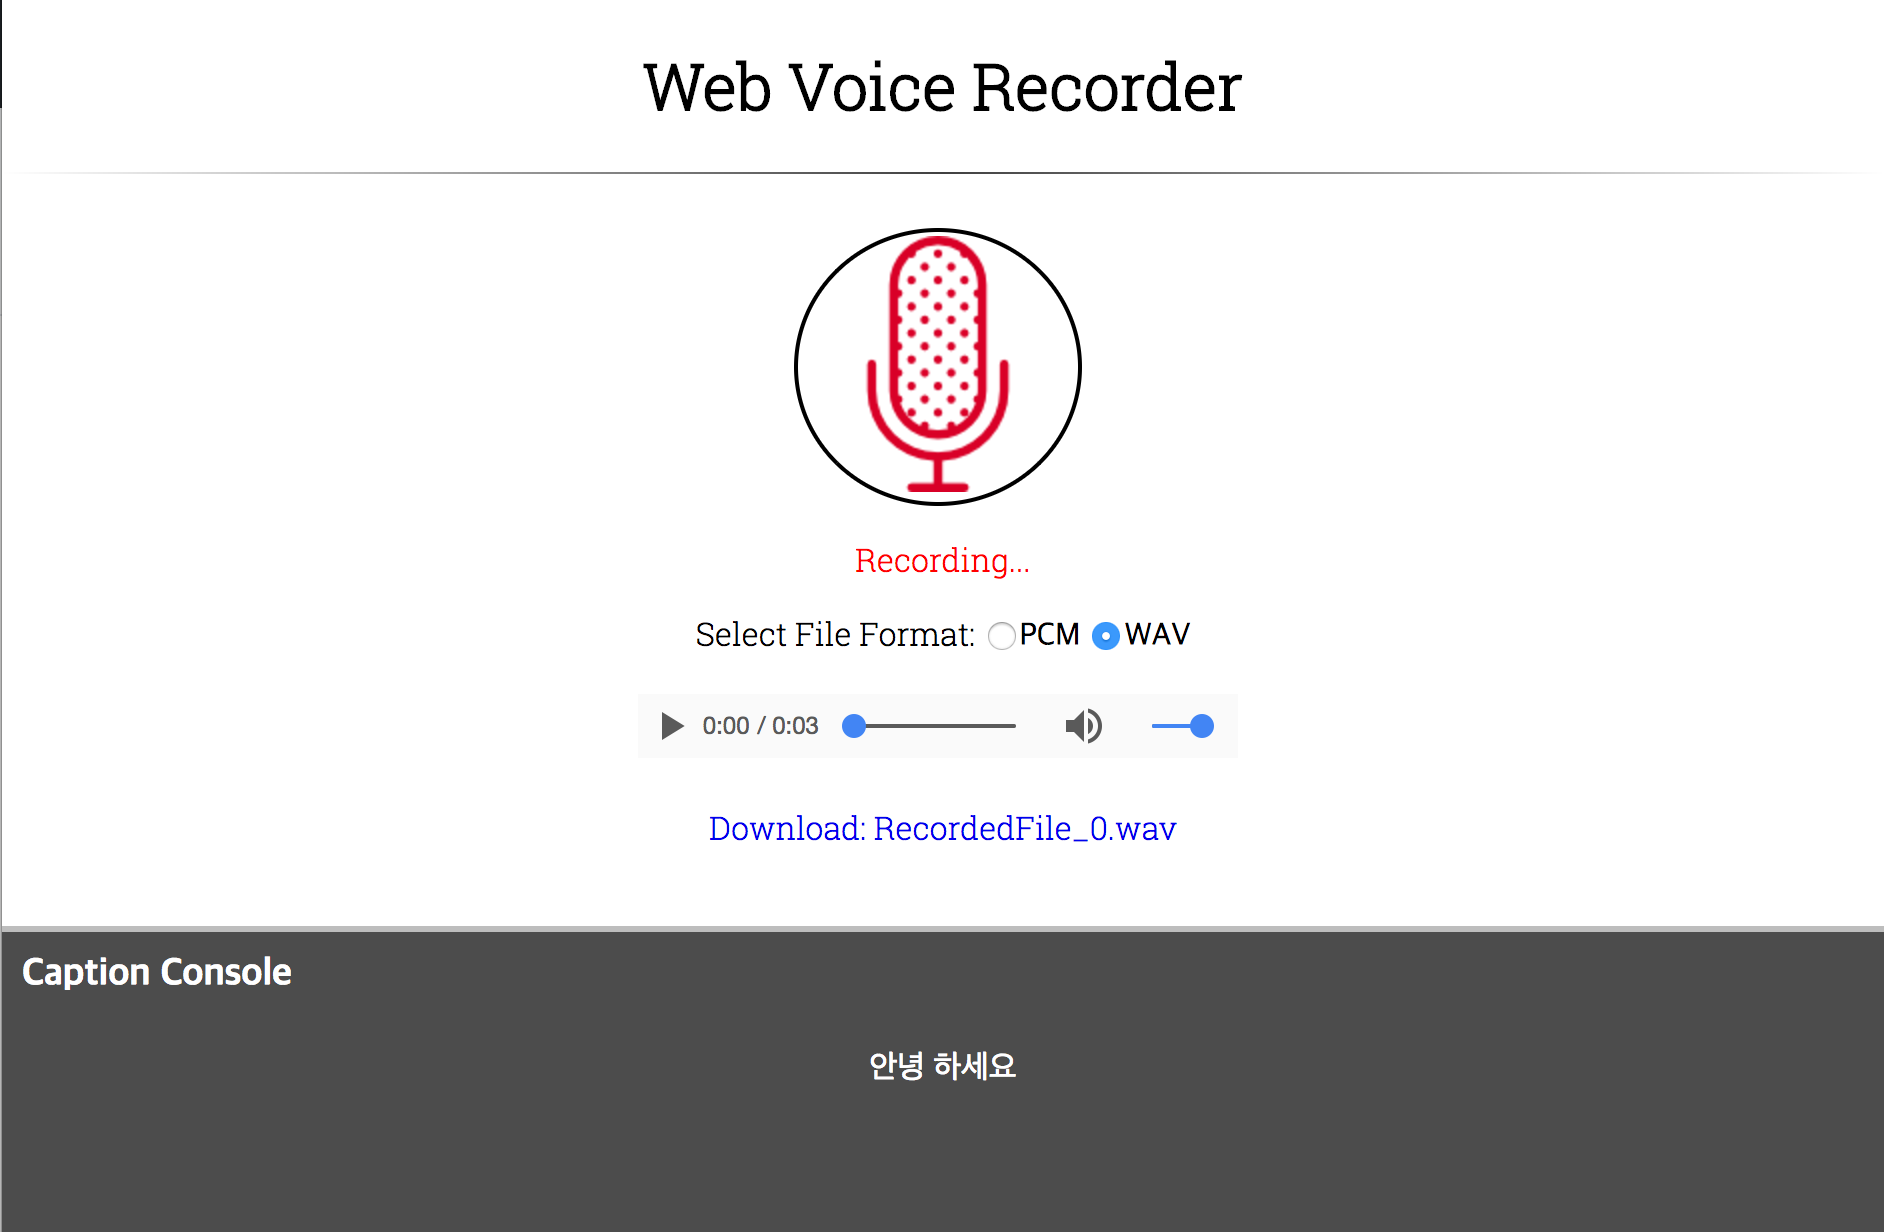 Web Voice Recorder
Recording...
Select File Format: PCM WAV
0:00 / 0:03
Download: RecordedFile_0.wav
Caption Console
안녕 하세요